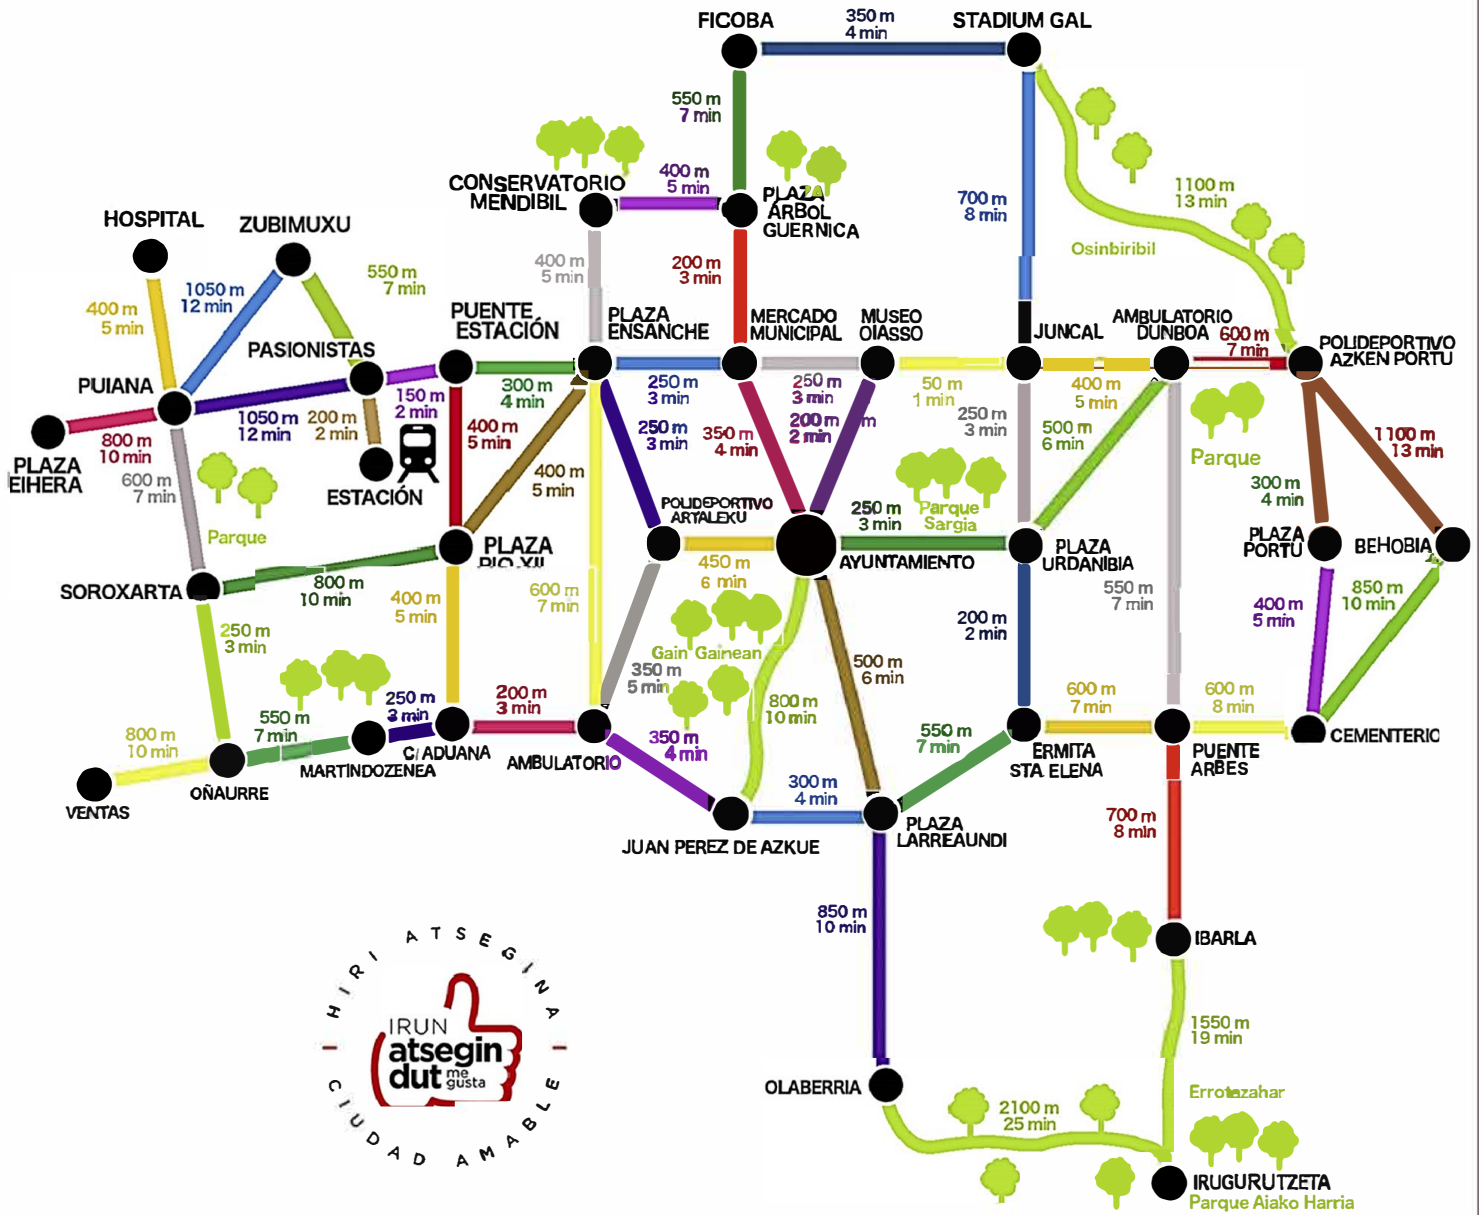 FICOBA
350 m
4 min
STADIUM GAL
550 m
7 min
1100 m
13 min
Osinbiribil
700 m
8 min
CONSERVATORIO
MENDIBIL
400 m
5 min
PLAZA
ÁRBOL
GUERNICA
400 m
5 min
200 m
3 min
HOSPITAL
ZUBIMUXU
400 m
5 min
1050 m
12 min
550 m
7 min
PUENTE
ESTACIÓN
PLAZA
ENSANCHE
MERCADO
MUNICIPAL
MUSEO
OIASSO
JUNCAL
AMBULATORIO
DUNBOA
600 m
7 min
POLIDEPORTIVO
AZKEN PORTU
PASIONISTAS
PUIANA
1050 m
12 min
150 m
2 min
300 m
4 min
250 m
3 min
250 m
3 min
50 m
1 min
400 m
5 min
PLAZA
EIHERA
800 m
10 min
200 m
2 min
ESTACIÓN
400 m
5 min
400 m
5 min
250 m
3 min
350 m
4 min
200 m
2 min
250 m
3 min
500 m
6 min
Parque
1100 m
13 min
600 m
7 min
Parque
Parque
Sargia
POLIDEPORTIVO
ARTALEKU
250 m
3 min
300 m
4 min
PLAZA
PIO XII
450 m
6 min
AYUNTAMIENTO
PLAZA
URDANIBIA
PLAZA
PORTU
BEHOBIA
SOROXARTA
800 m
10 min
400 m
5 min
600 m
7 min
200 m
2 min
550 m
7 min
400 m
5 min
850 m
10 min
250 m
3 min
Gain Gainean
350 m
5 min
800 m
10 min
500 m
6 min
800 m
10 min
550 m
7 min
250 m
3 min
200 m
3 min
350 m
4 min
550 m
7 min
600 m
7 min
600 m
8 min
VENTAS
OÑAURRE
MARTINDOZENEA
C/ ADUANA
AMBULATORIO
ERMITA
STA ELENA
PUENTE
ARBES
CEMENTERIO
300 m
4 min
JUAN PEREZ DE AZKUE
PLAZA
LARREAUNDI
700 m
8 min
850 m
10 min
IBARLA
HIRI ATSEGINA
IRUN
atsegin
dut me
gusta
CIUDAD AMABLE
1550 m
19 min
OLABERRIA
2100 m
25 min
Errotazahar
IRUGURUTZETA
Parque Aiako Harria